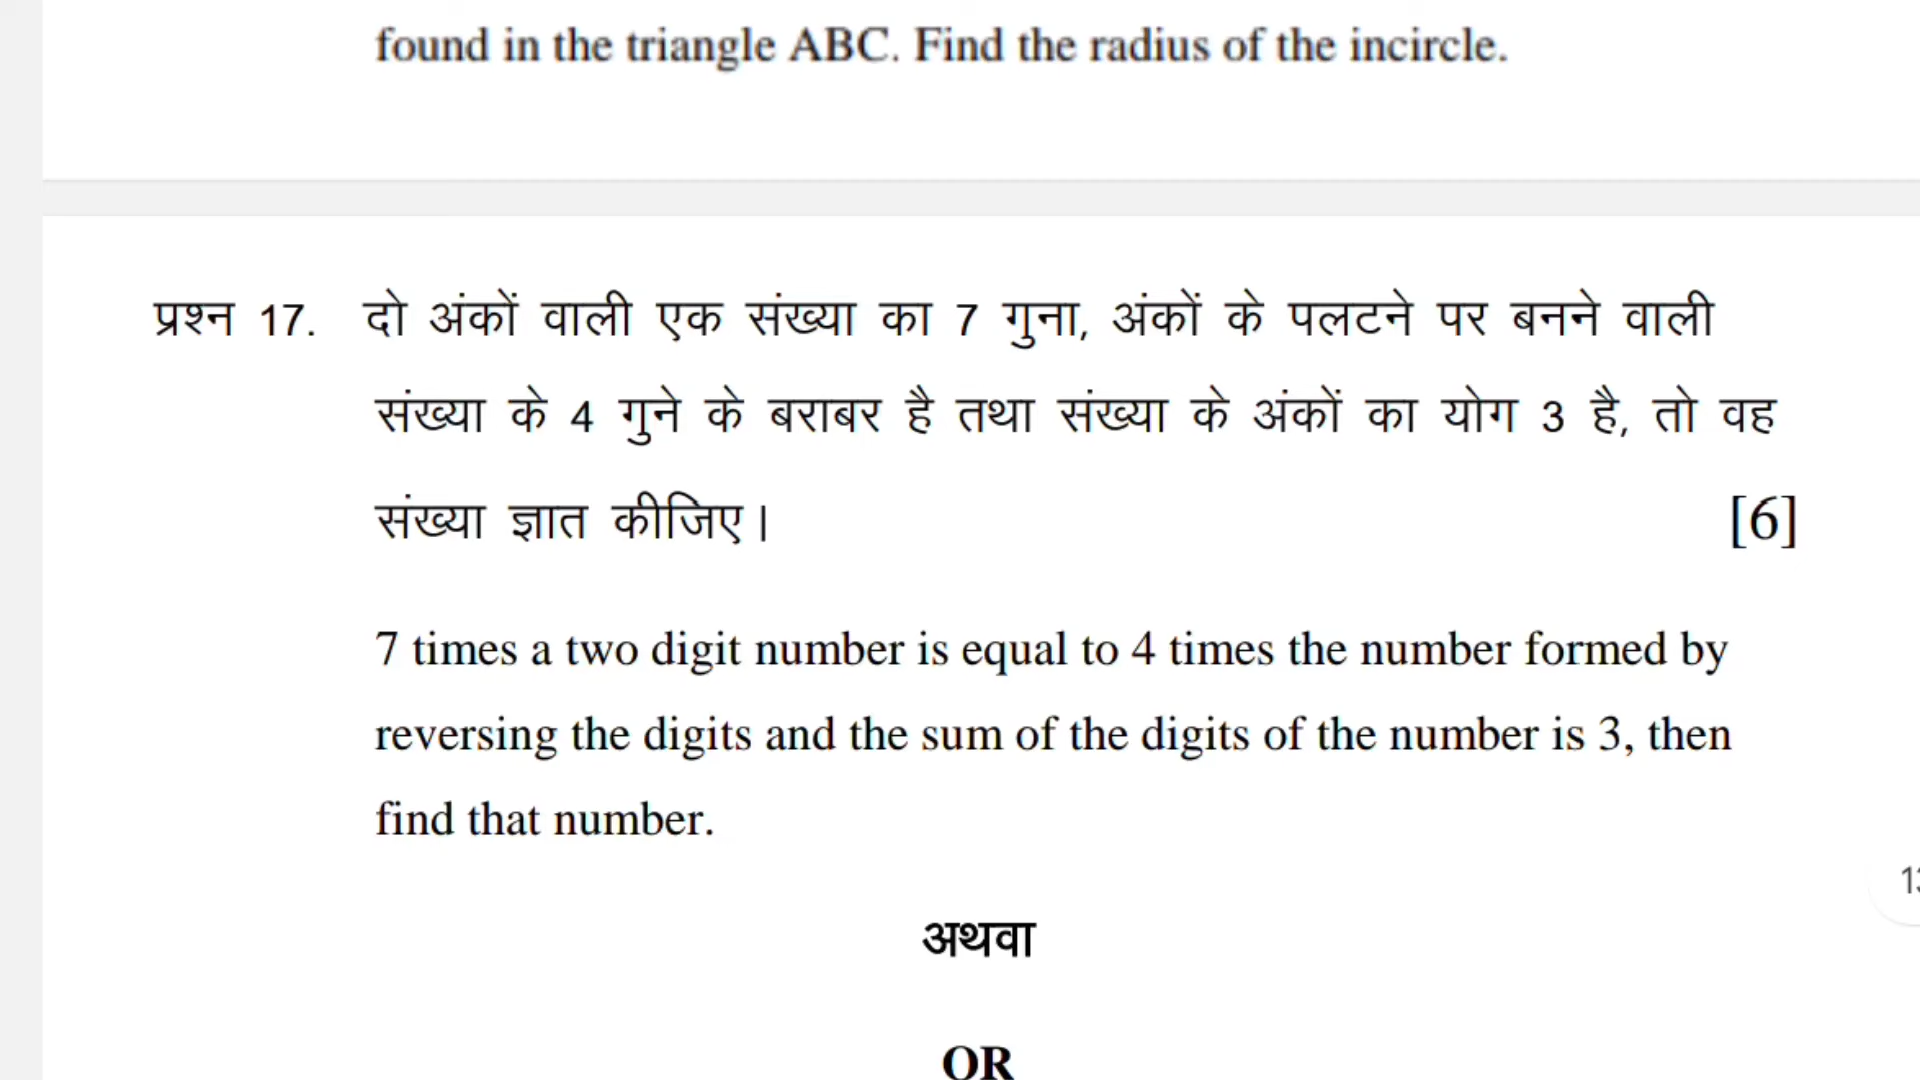 found in the triangle ABC. Find the radius of the incircle.
प्रश्न 17. दो अंकों वाली एक संख्या का 7 गुना, अंकों के पलटने पर बनने वाली
संख्या के 4 गुने के बराबर है तथा संख्या के अंकों का योग 3 है, तो वह
संख्या ज्ञात कीजिए। [6]
7 times a two digit number is equal to 4 times the number formed by
reversing the digits and the sum of the digits of the number is 3, then
find that number.
अथवा
OR